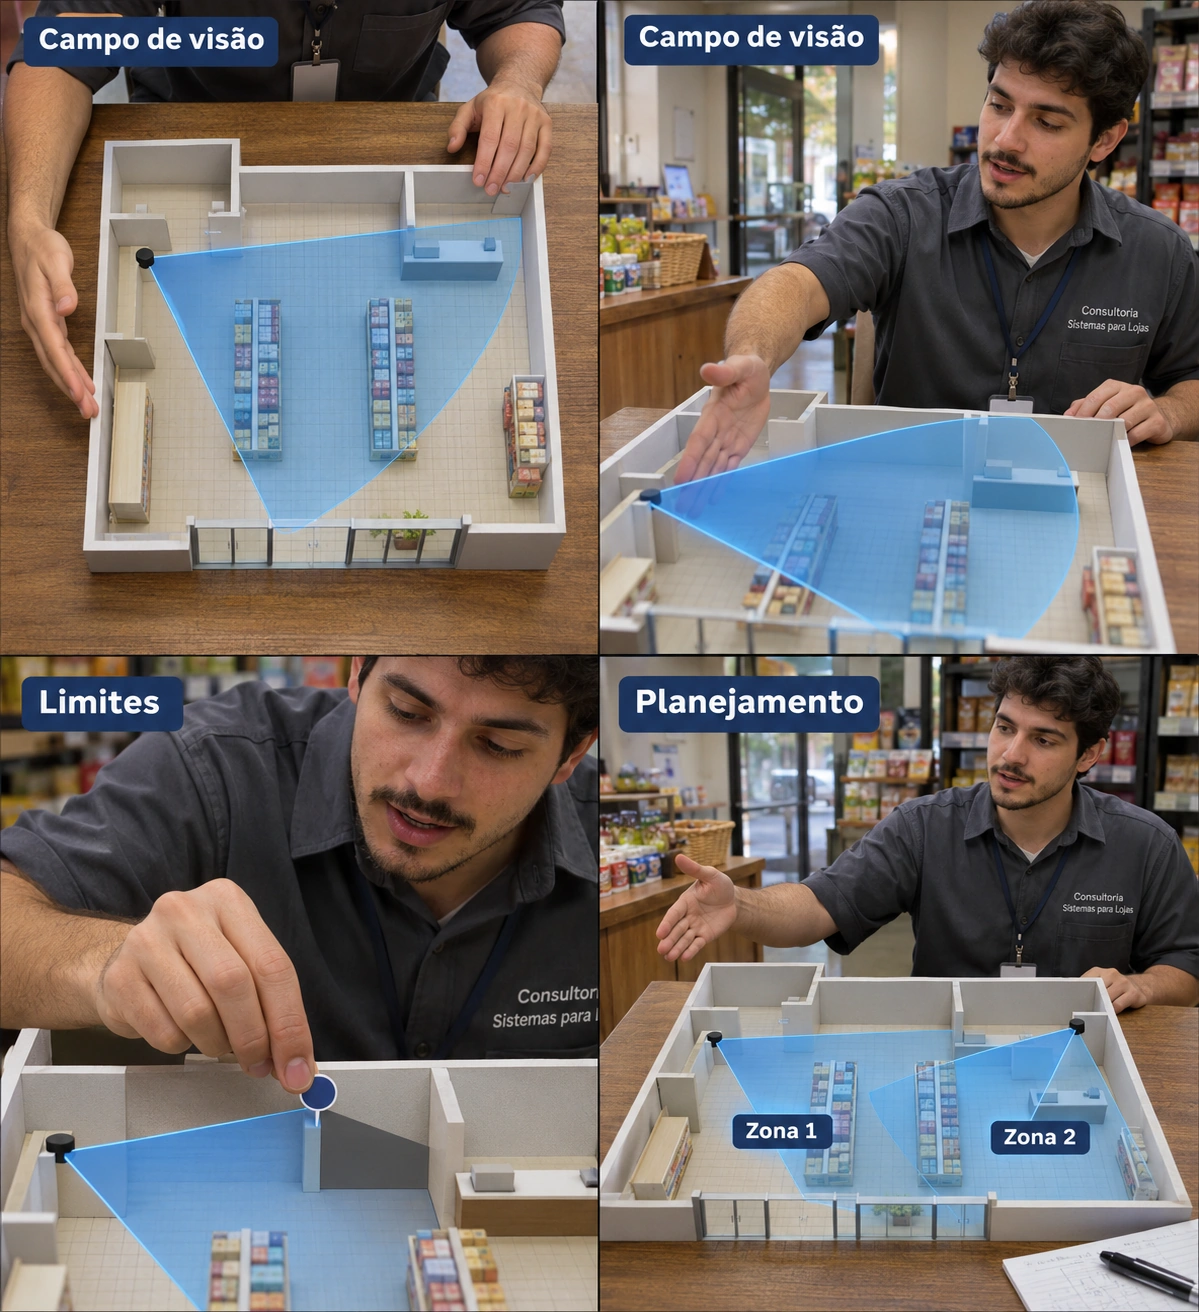 Campo de visão
Campo de visão
Consultoria
Sistemas para Lojas
Limites
Consultor
Sistemas para
Planejamento
Consultoria
Sistemas para Lojas
Zona 1
Zona 2